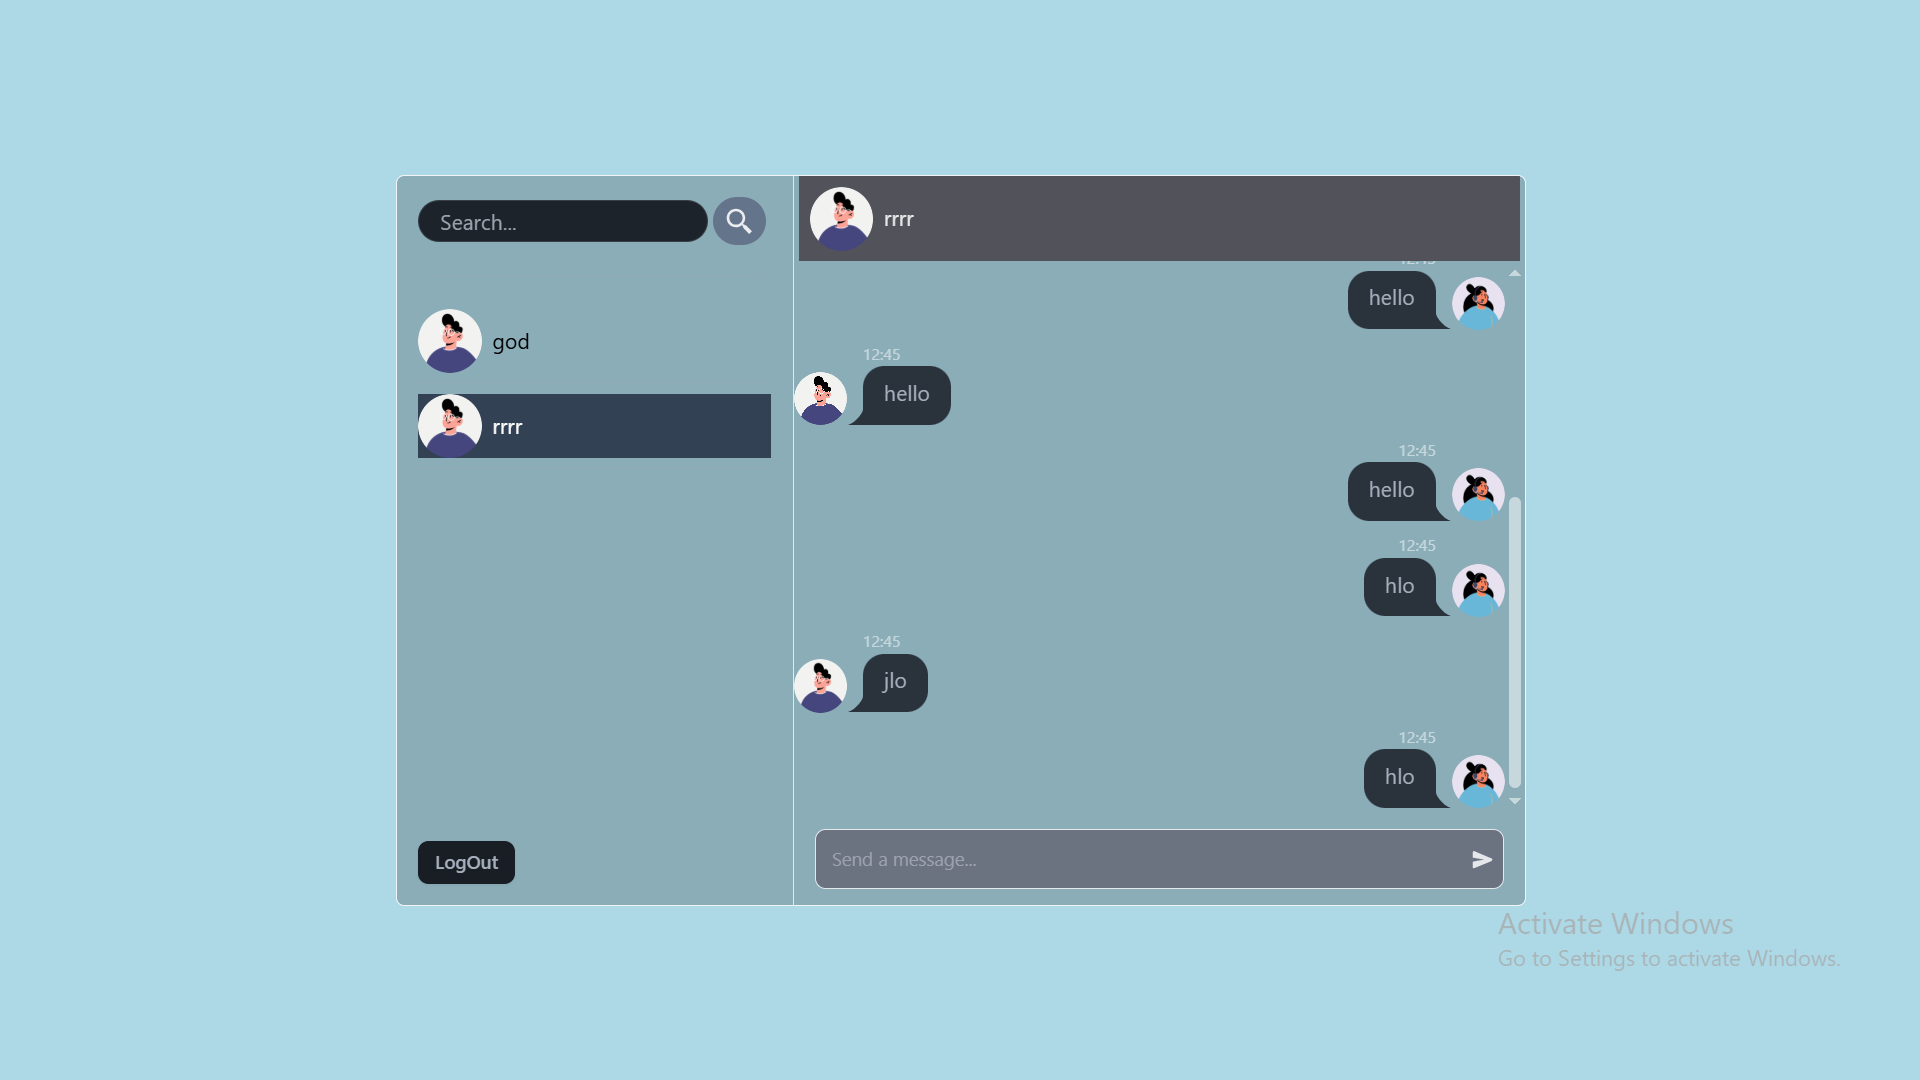 Search...
god
rrrr
LogOut
rrrr
hello
12:45
hello
12:45
hello
12:45
hlo
12:45
jlo
12:45
hlo
Send a message...
Activate Windows
Go to Settings to activate Windows.